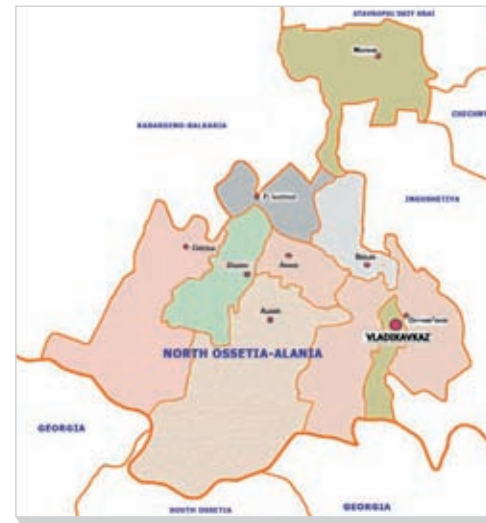 STAVROPOL'SKIY KRAI
Mozdok
CHECHNY
KABARDINO-BALKARIA
INGUSHETIYA
Beslan
Ardon
Digora
Alagir
VLADIKAVKAZ
NORTH OSSETIA-ALANIA
GEORGIA
GEORGIA
SOUTH OSSETIA